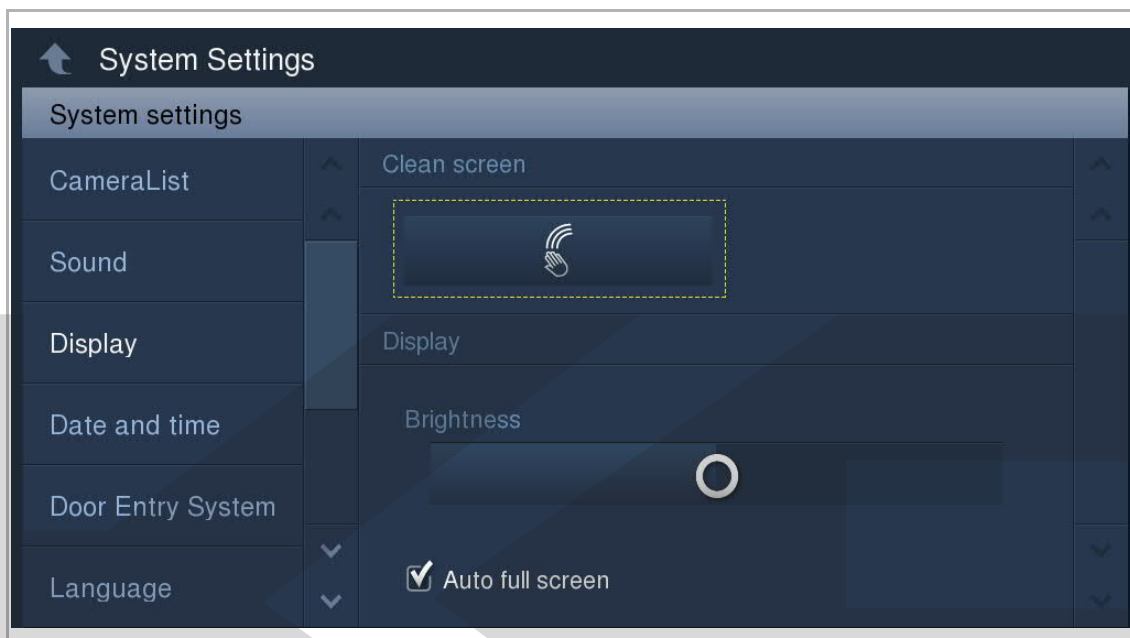 System Settings
System settings
CameraList
Sound
Display
Date and time
Door Entry System
Language
Clean screen
Display
Brightness
Auto full screen